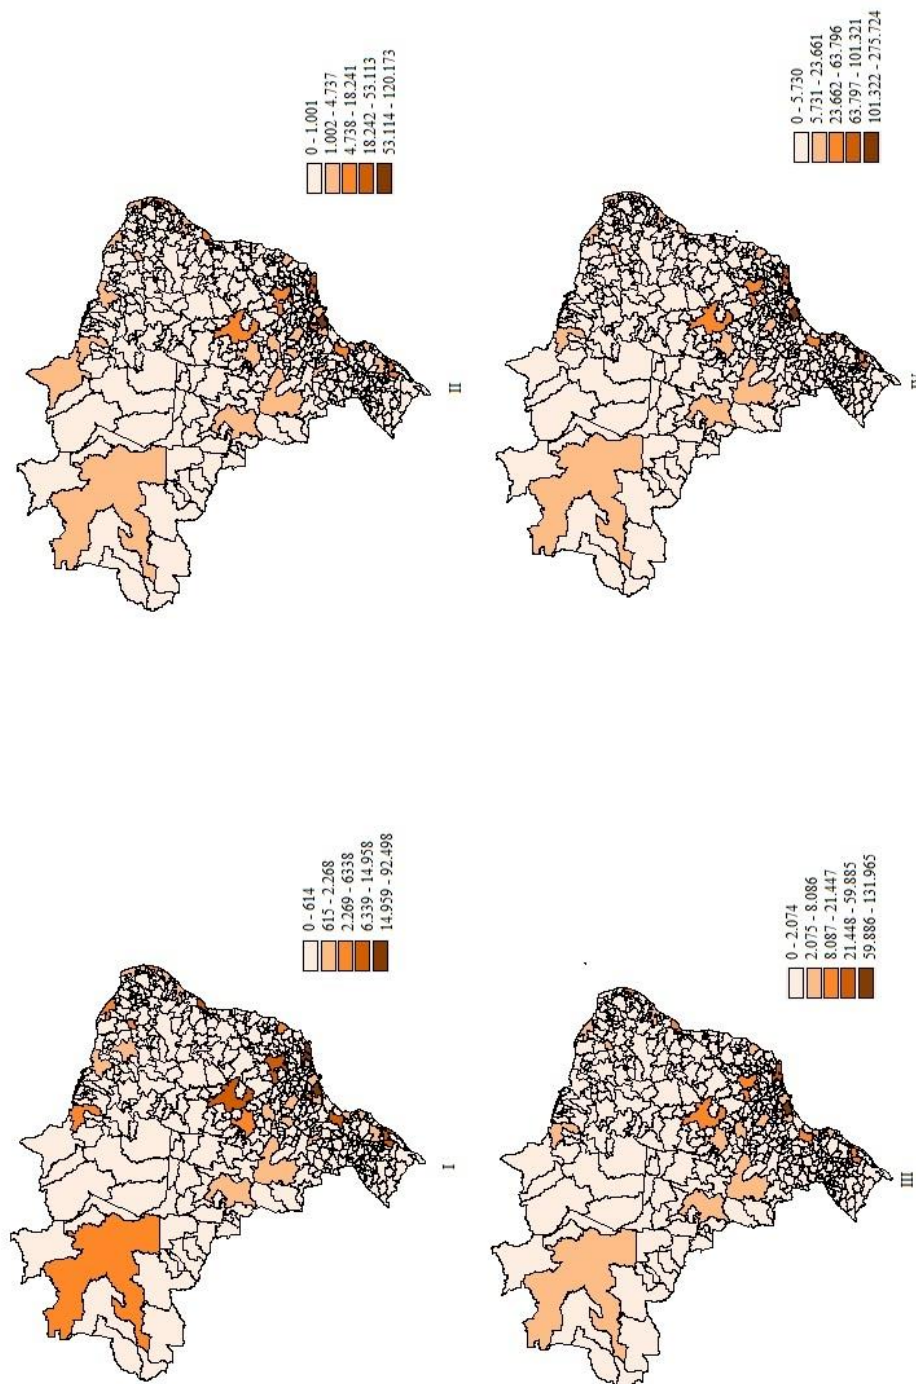 0 - 614
615 - 2.268
2.269 - 6338
6.339 - 14.958
14.959 - 92.498
I
0 - 1.001
1.002 - 4.737
4.738 - 18.241
18.242 - 53.113
53.114 - 120.173
II
0 - 2.074
2.075 - 8.086
8.087 - 21.447
21.448 - 59.885
59.886 - 131.965
III
0 - 5.730
5.731 - 23.661
23.662 - 63.796
63.797 - 101.321
101.322 - 275.724
IV